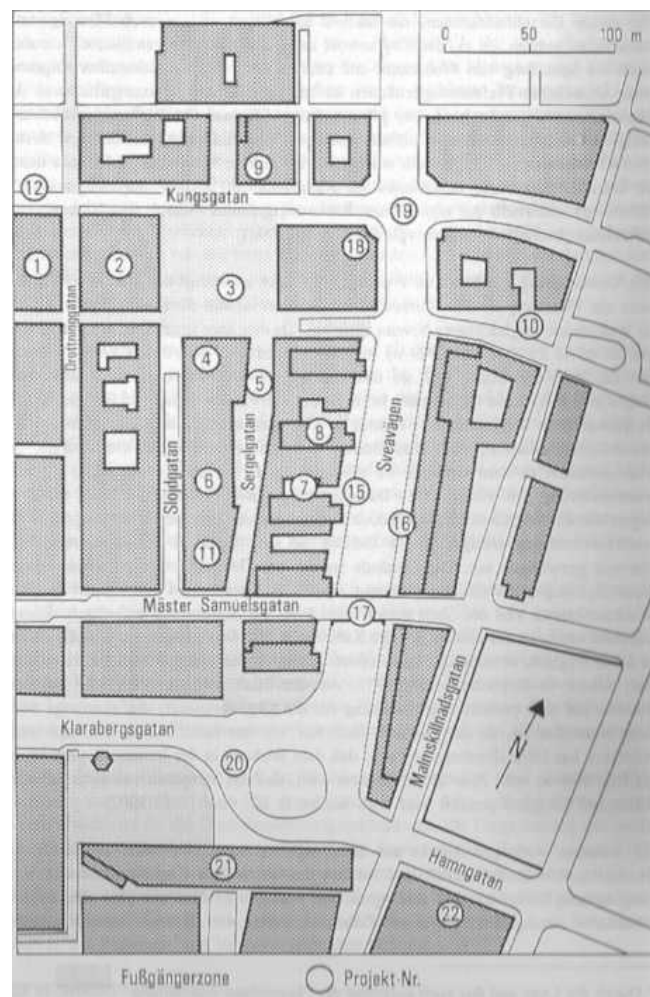 0 50 100 m
9
12
Kungsgatan
19
18
1
2
3
10
Drottninggatan
4
5
Sveavägen
8
Sergelgatan
Slöjdgatan
6
7
15
16
11
Mäster Samuelsgatan
17
Malmskillnadsgatan
Klarabergsgatan
20
N
21
Hamngatan
22
Fußgängerzone
Projekt-Nr.